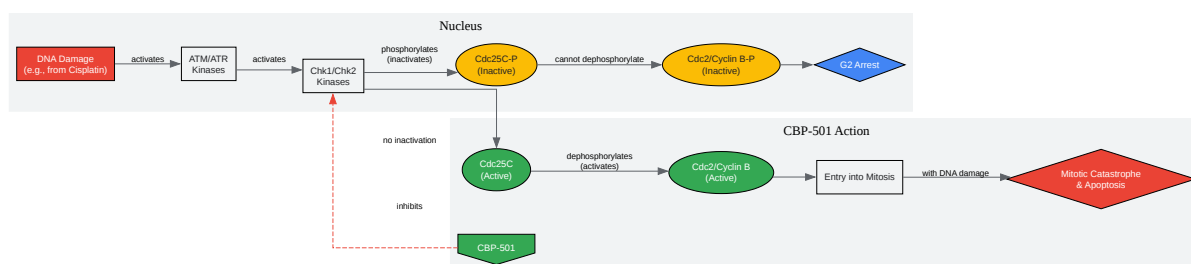 Nucleus
DNA Damage
(e.g., from Cisplatin)
activates
ATM/ATR
Kinases
activates
Chk1/Chk2
Kinases
phosphorylates
(inactivates)
Cdc25C-P
(Inactive)
cannot dephosphorylate
Cdc2/Cyclin B-P
(Inactive)
G2 Arrest
CBP-501 Action
no inactivation
Cdc25C
(Active)
dephosphorylates
(activates)
Cdc2/Cyclin B
(Active)
Entry into Mitosis
with DNA damage
Mitotic Catastrophe
& Apoptosis
inhibits
CBP-501